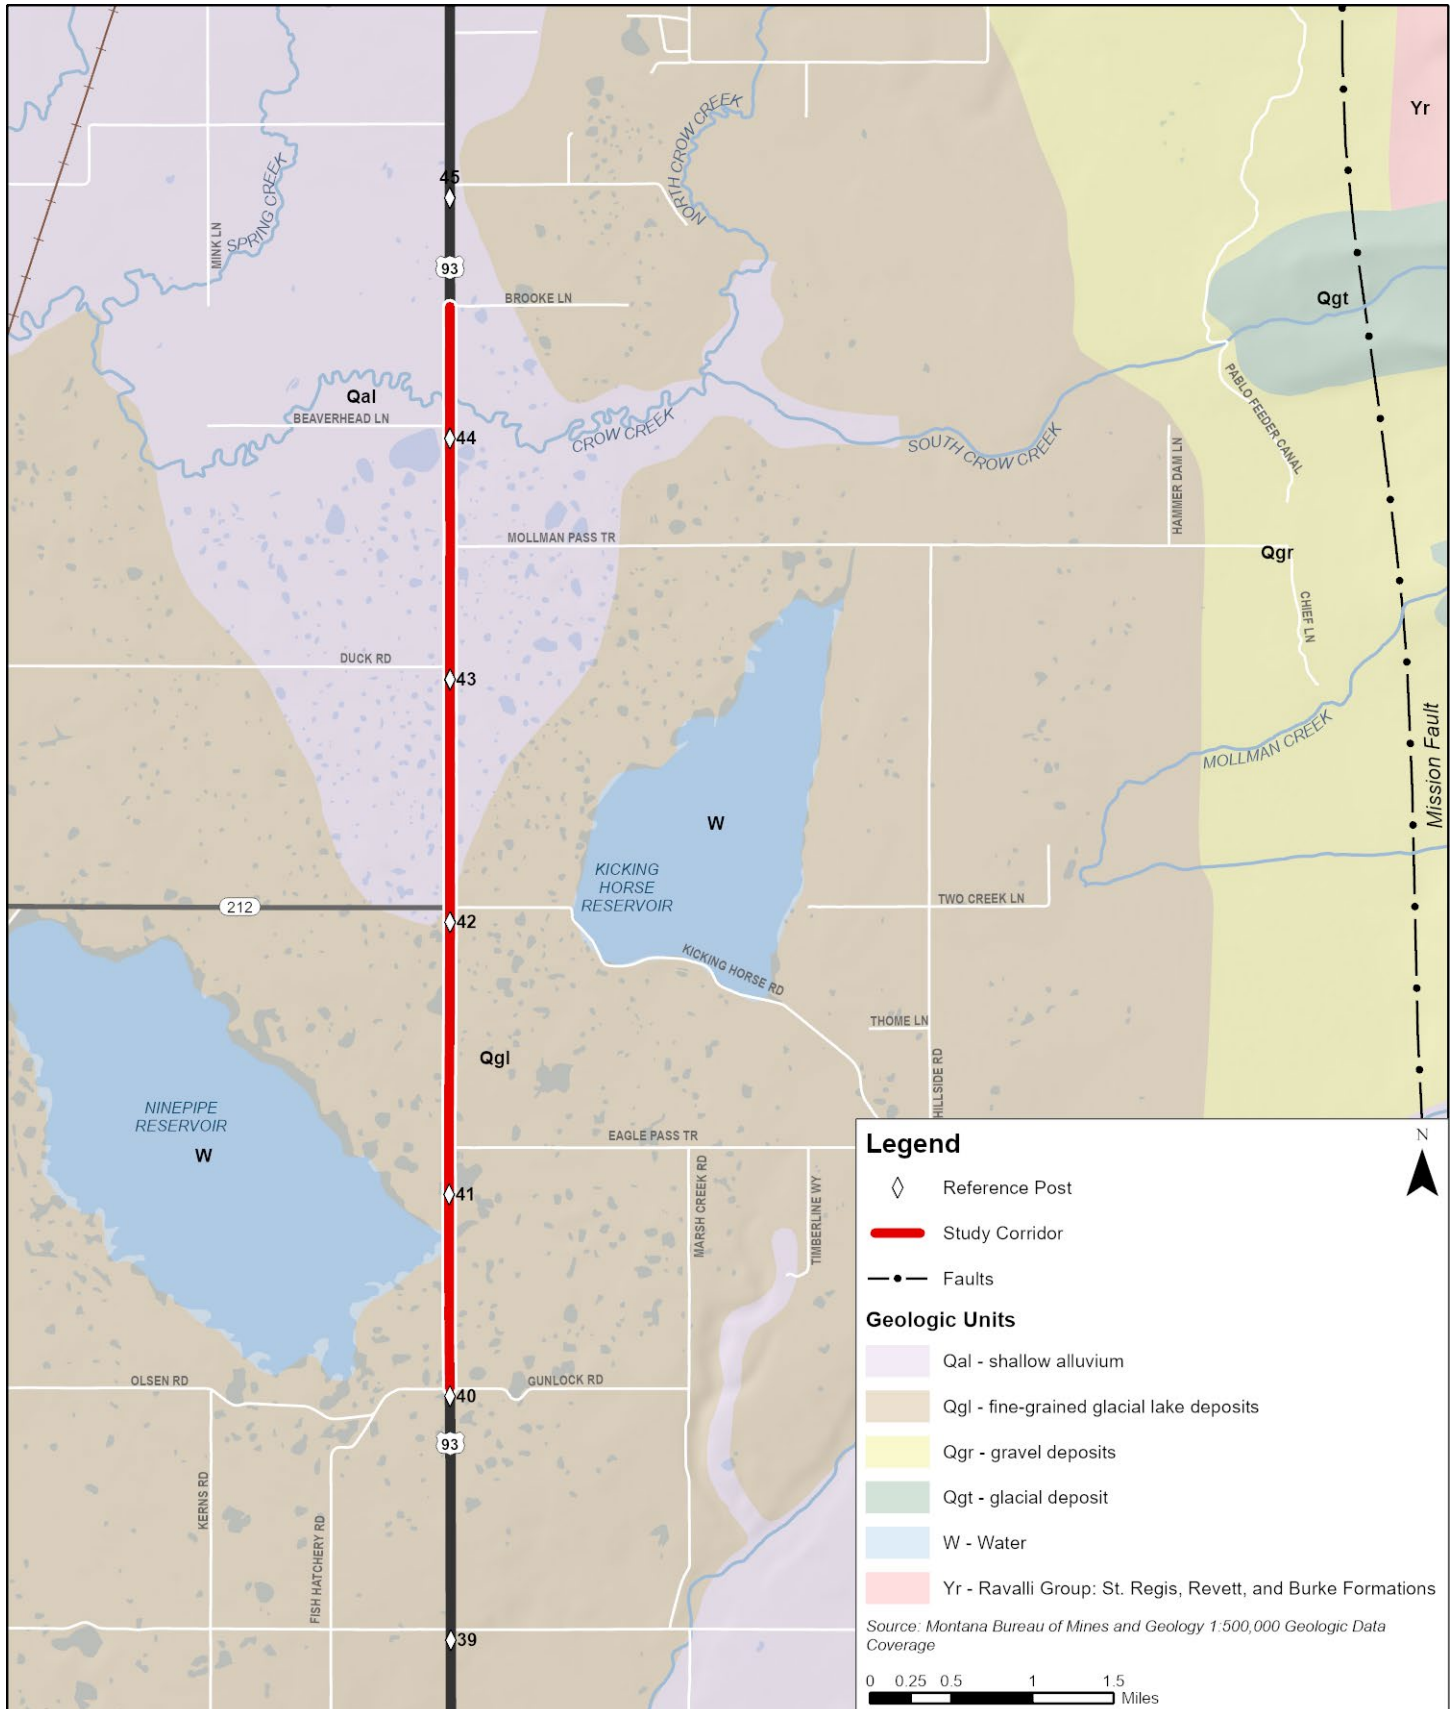 Yr
45
NORTH CROW CREEK
SPRING CREEK
MINK LN
93
BROOKE LN
Qgt
PABLO FEEDER CANAL
Qal
BEAVERHEAD LN
44
CROW CREEK
SOUTH CROW CREEK
HAMMER DAM LN
MOLLMAN PASS TR
Qgr
CHIEF LN
DUCK RD
43
MOLLMAN CREEK
Mission Fault
W
KICKING
HORSE
RESERVOIR
212
42
TWO CREEK LN
KICKING HORSE RD
THOME LN
Qgl
HILLSIDE RD
NINEPIPE
RESERVOIR
W
EAGLE PASS TR
41
MARSH CREEK RD
TIMBERLINE WY
OLSEN RD
GUNLOCK RD
40
93
KERNS RD
FISH HATCHERY RD
39
Legend
N
Reference Post
Study Corridor
Faults
Geologic Units
Qal - shallow alluvium
Qgl - fine-grained glacial lake deposits
Qgr - gravel deposits
Qgt - glacial deposit
W - Water
Yr - Ravalli Group: St. Regis, Revett, and Burke Formations
Source: Montana Bureau of Mines and Geology 1:500,000 Geologic Data
Coverage
0 0.25 0.5 1 1.5
Miles